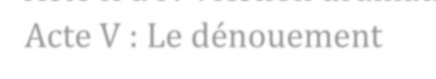 Acte V : Le dénouement